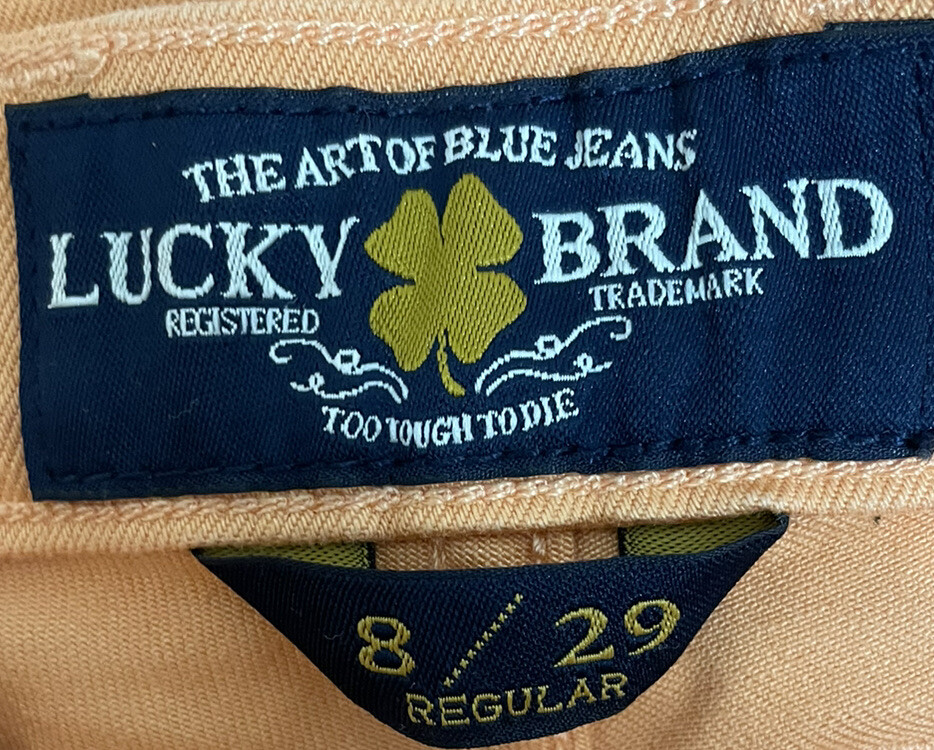 THE ART OF BLUE JEANS
LUCKY BRAND
REGISTERED TRADEMARK
TOO TOUGH TO DIE
8/29
REGULAR